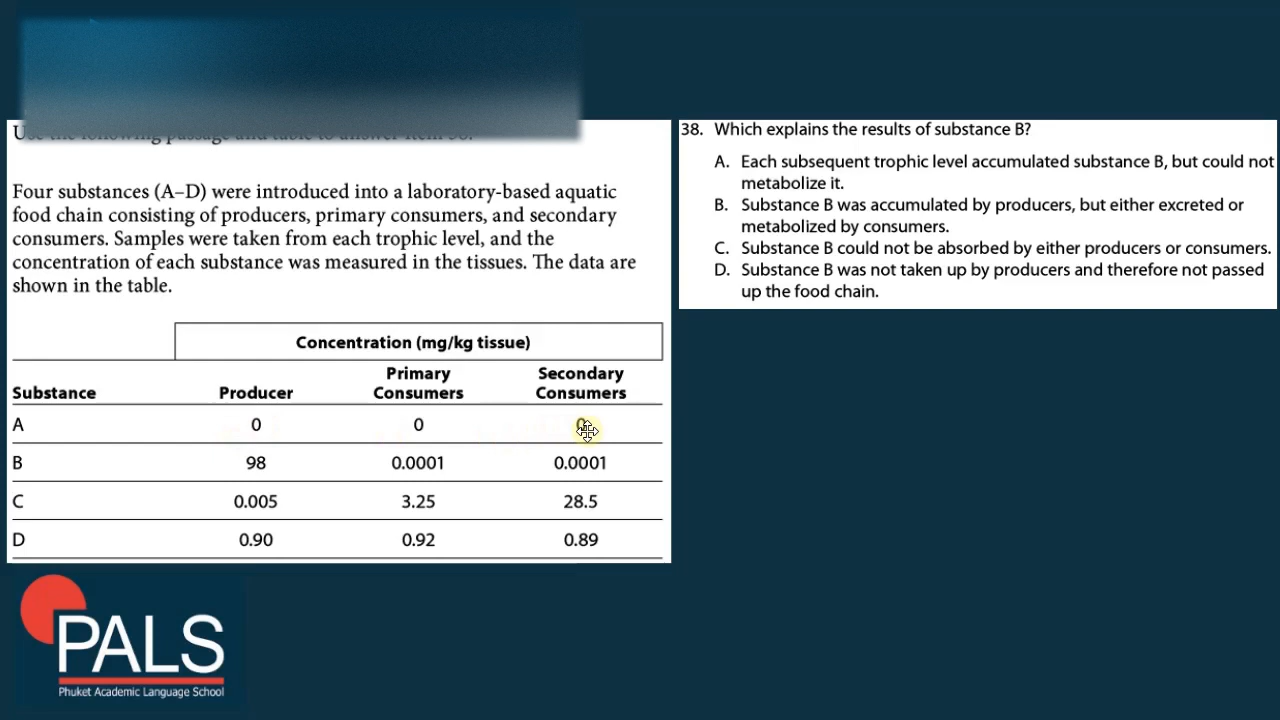 Four substances (A–D) were introduced into a laboratory-based aquatic
food chain consisting of producers, primary consumers, and secondary
consumers. Samples were taken from each trophic level, and the
concentration of each substance was measured in the tissues. The data are
shown in the table.
Concentration (mg/kg tissue)
Substance Producer Primary Consumers Secondary Consumers
A 0 0 0
B 98 0.0001 0.0001
C 0.005 3.25 28.5
D 0.90 0.92 0.89
38. Which explains the results of substance B?
A. Each subsequent trophic level accumulated substance B, but could not
metabolize it.
B. Substance B was accumulated by producers, but either excreted or
metabolized by consumers.
C. Substance B could not be absorbed by either producers or consumers.
D. Substance B was not taken up by producers and therefore not passed
up the food chain.
PALS
Phuket Academic Language School